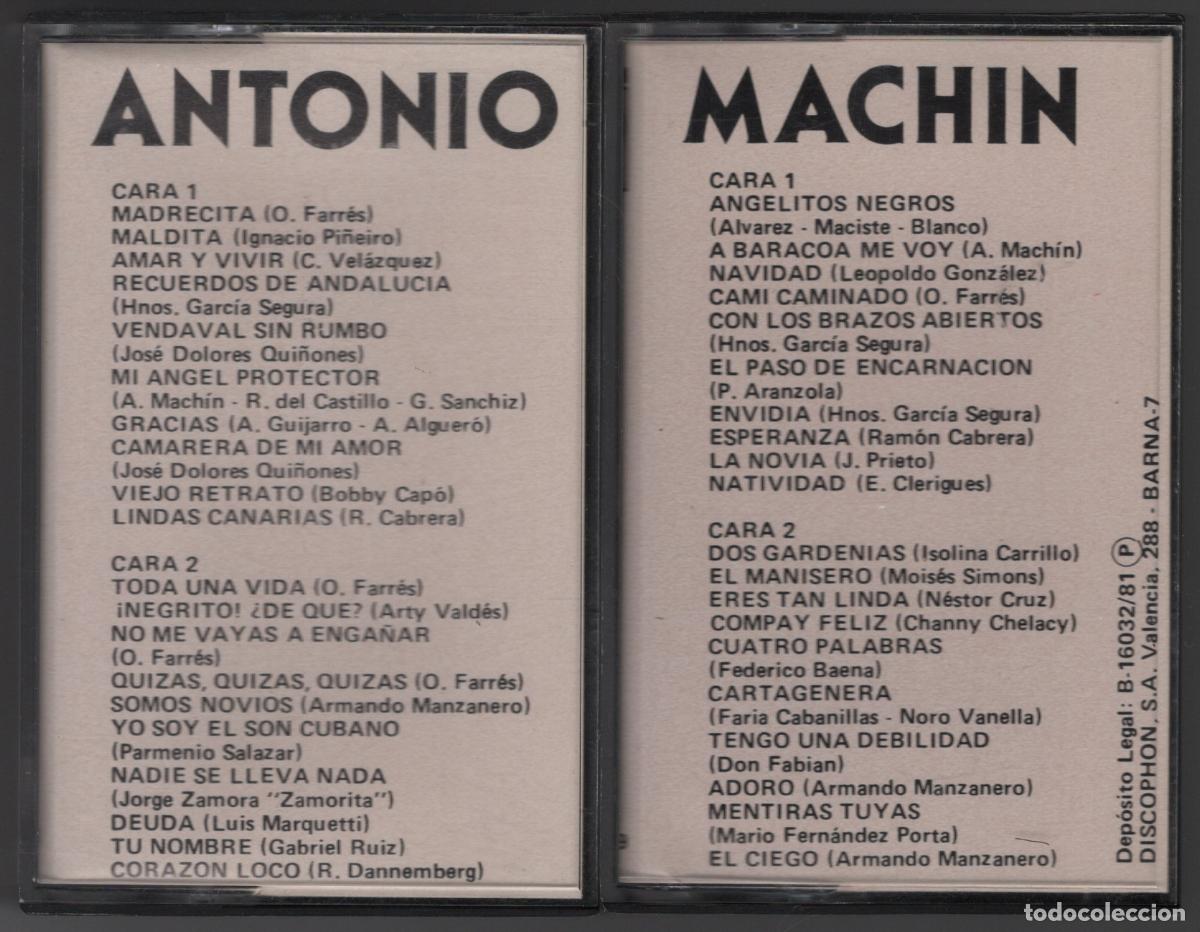 ANTONIO
CARA 1
MADRECITA (O. Farrés)
MALDITA (Ignacio Piñeiro)
AMAR Y VIVIR (C. Velázquez)
RECUERDOS DE ANDALUCIA
(Hnos. García Segura)
VENDAVAL SIN RUMBO
(José Dolores Quiñones)
MI ANGEL PROTECTOR
(A. Machín - R. del Castillo - G. Sanchiz)
GRACIAS (A. Guijarro - A. Algueró)
CAMARERA DE MI AMOR
(José Dolores Quiñones)
VIEJO RETRATO (Bobby Capó)
LINDAS CANARIAS (R. Cabrera)
CARA 2
TODA UNA VIDA (O. Farrés)
¡NEGRITO! ¿DE QUE? (Arty Valdés)
NO ME VAYAS A ENGAÑAR
(O. Farrés)
QUIZAS, QUIZAS, QUIZAS (O. Farrés)
SOMOS NOVIOS (Armando Manzanero)
YO SOY EL SON CUBANO
(Parmenio Salazar)
NADIE SE LLEVA NADA
(Jorge Zamora "Zamorita")
DEUDA (Luis Marquetti)
TU NOMBRE (Gabriel Ruiz)
CORAZON LOCO (R. Dannemberg)
MACHIN
CARA 1
ANGELITOS NEGROS
(Alvarez - Maciste - Blanco)
A BARACOA ME VOY (A. Machín)
NAVIDAD (Leopoldo González)
CAMI CAMINADO (O. Farrés)
CON LOS BRAZOS ABIERTOS
(Hnos. García Segura)
EL PASO DE ENCARNACION
(P. Aranzola)
ENVIDIA (Hnos. García Segura)
ESPERANZA (Ramón Cabrera)
LA NOVIA (J. Prieto)
NATIVIDAD (E. Clerigues)
CARA 2
DOS GARDENIAS (Isolina Carrillo)
EL MANISERO (Moisés Simons)
ERES TAN LINDA (Néstor Cruz)
COMPAY FELIZ (Channy Chelacy)
CUATRO PALABRAS
(Federico Baena)
CARTAGENERA
(Faria Cabanillas - Noro Vanella)
TENGO UNA DEBILIDAD
(Don Fabian)
ADORO (Armando Manzanero)
MENTIRAS TUYAS
(Mario Fernández Porta)
EL CIEGO (Armando Manzanero)
Depósito Legal: B-16032/81 Ⓟ
DISCOPHON, S.A. Valencia, 288 - BARNA-7
todocoleccion